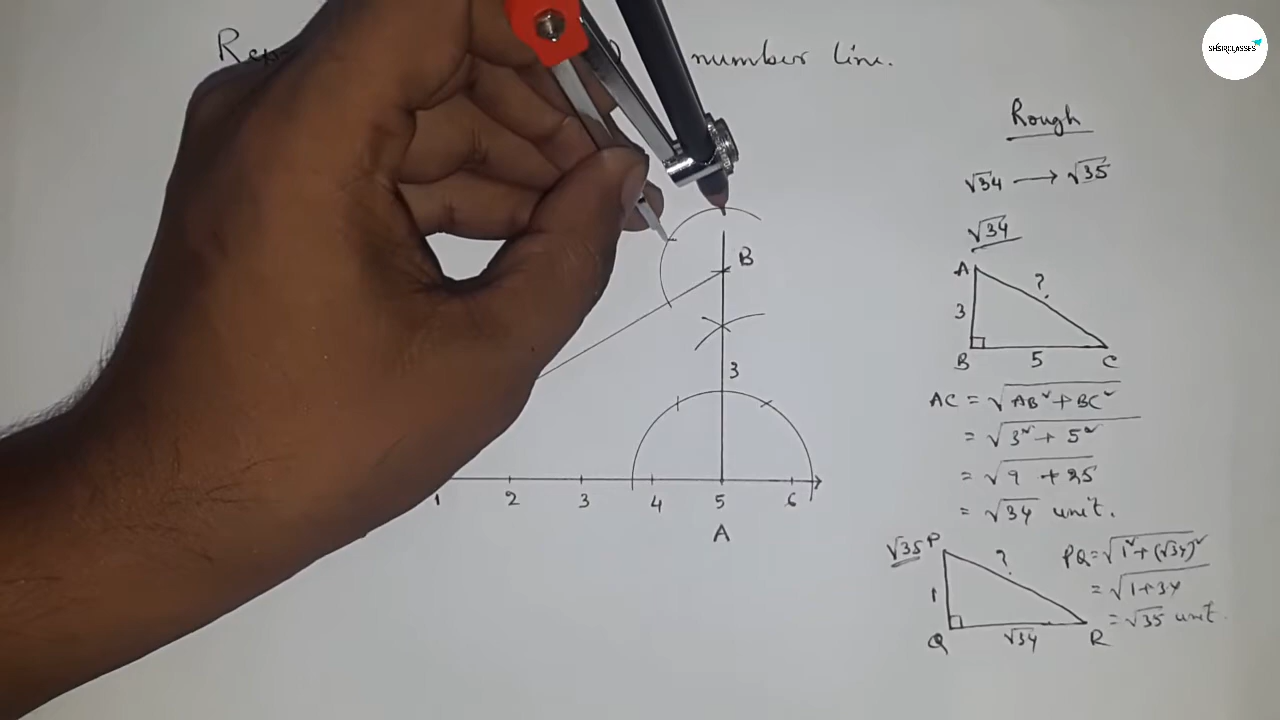 number line.
SHSIRCLASSES
Rough
√34 → √35
√34
A
?
3
B
5
C
AC = √AB² + BC²
= √3² + 5²
= √9 + 25
= √34 unit.
√35
P
?
1
Q
√34
R
PQ = √1² + (√34)²
= √1+34
= √35 unit.
B
3
1 2 3 4 5 6
A